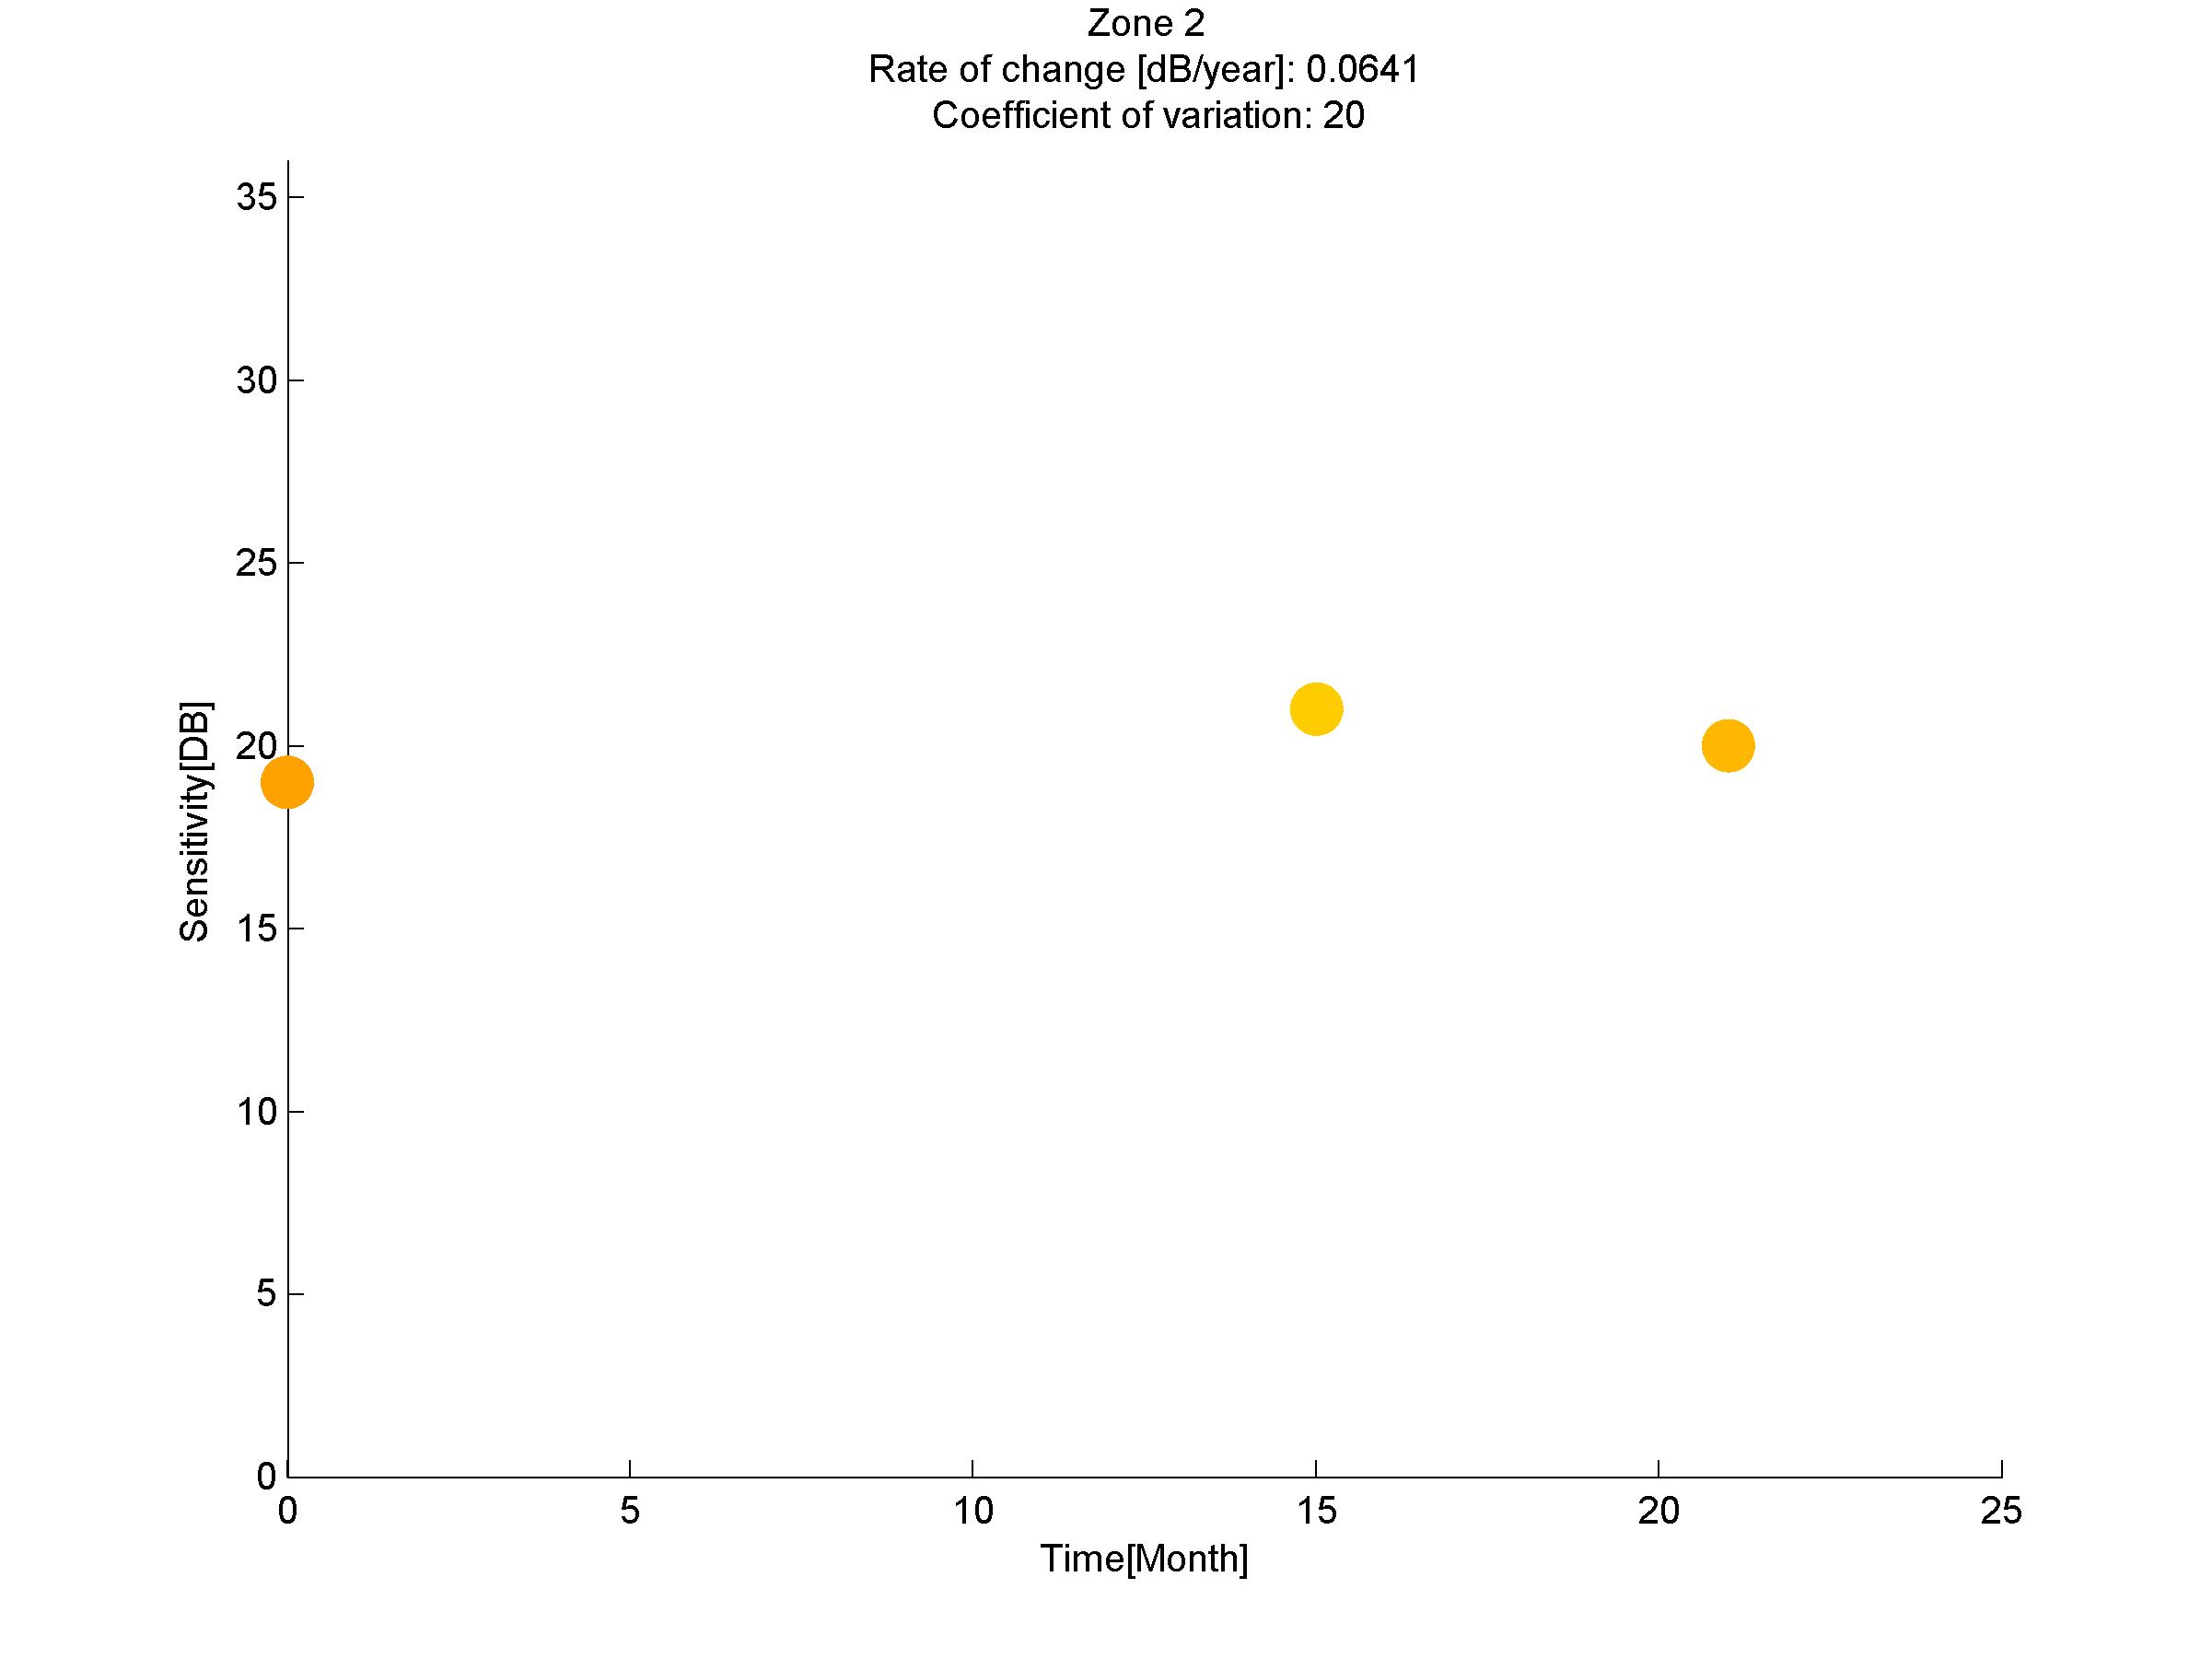 Zone 2
Rate of change [dB/year]: 0.0641
Coefficient of variation: 20
35
30
25
20
15
10
5
0
Sensitivity[DB]
0 5 10 15 20 25
Time[Month]